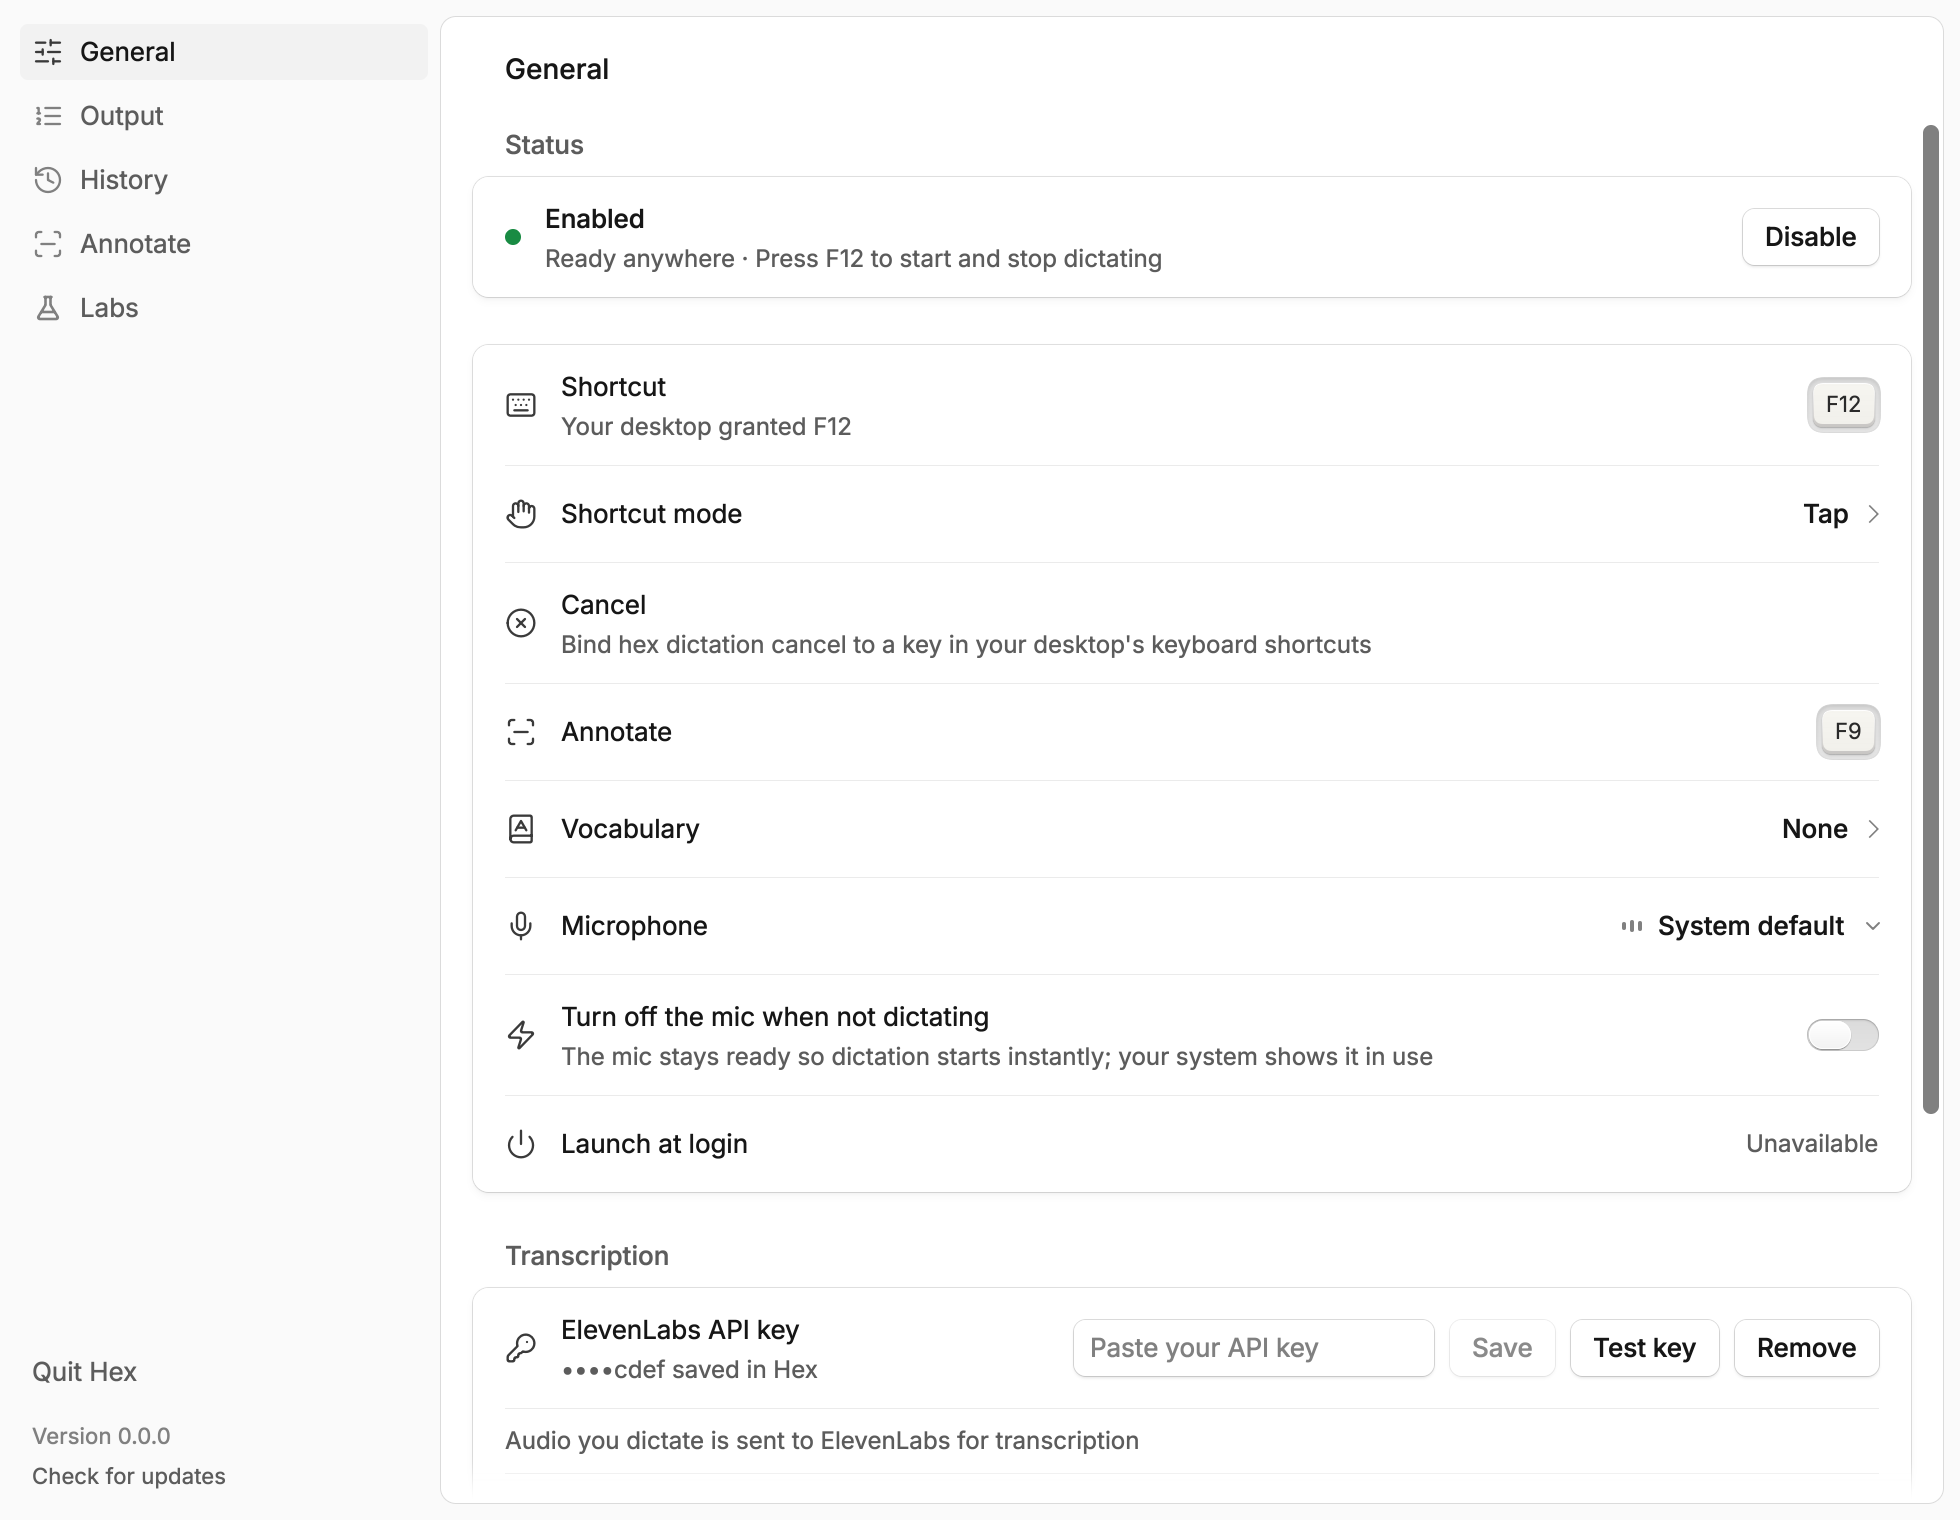 General
Output
History
Annotate
Labs
Quit Hex
Version 0.0.0
Check for updates
General
Status
Enabled
Ready anywhere · Press F12 to start and stop dictating
Disable
Shortcut
Your desktop granted F12
F12
Shortcut mode
Tap
Cancel
Bind hex dictation cancel to a key in your desktop's keyboard shortcuts
Annotate
F9
Vocabulary
None
Microphone
System default
Turn off the mic when not dictating
The mic stays ready so dictation starts instantly; your system shows it in use
Launch at login
Unavailable
Transcription
ElevenLabs API key
••••cdef saved in Hex
Paste your API key
Save
Test key
Remove
Audio you dictate is sent to ElevenLabs for transcription